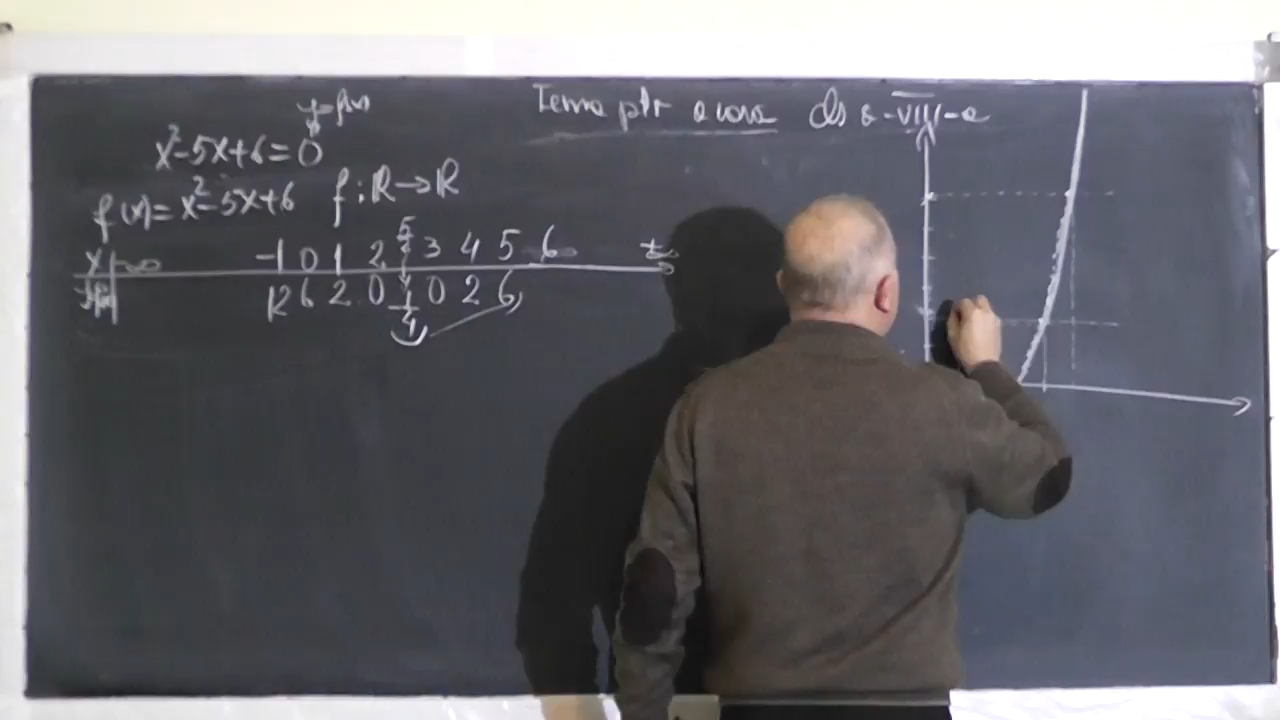 y=f(x)
Tema ptr acasa cls a-VIII-a
x²-5x+6=0
f(x)=x²-5x+6 f:R→R
x -∞ -1 0 1 2 5/2 3 4 5 6 +∞
12 6 2 0 -1/4 0 2 6